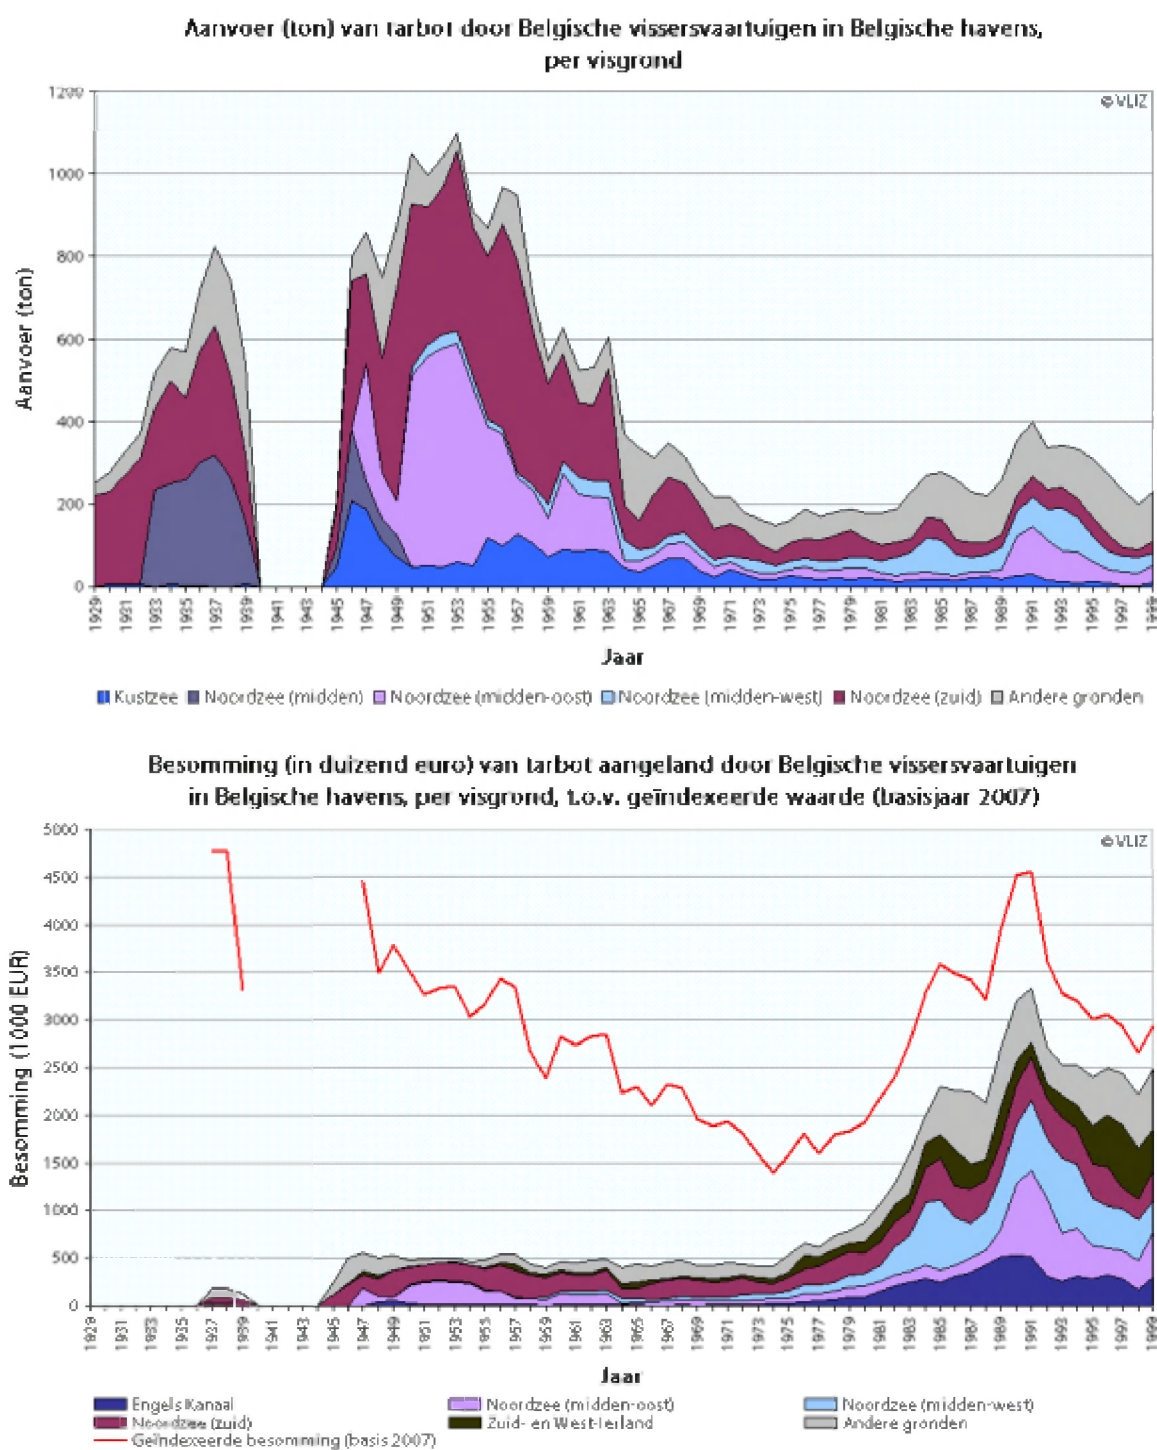 Aanvoer (ton) van tarbot door Belgische vissersvaartuigen in Belgische havens,
per visgrond
© VLIZ
1200
1000
800
600
400
200
0
Aanvoer (ton)
1929 1931 1933 1935 1937 1939 1941 1943 1945 1947 1949 1951 1953 1955 1957 1959 1961 1963 1965 1967 1969 1971 1973 1975 1977 1979 1981 1983 1985 1987 1989 1991 1993 1995 1997 1999
Jaar
Kustzee Noordzee (midden) Noordzee (midden-oost) Noordzee (midden-west) Noordzee (zuid) Andere gronden
Besomming (in duizend euro) van tarbot aangeland door Belgische vissersvaartuigen
in Belgische havens, per visgrond, t.o.v. geïndexeerde waarde (basisjaar 2007)
© VLIZ
5000
4500
4000
3500
3000
2500
2000
1500
1000
500
0
Besomming (1000 EUR)
1929 1931 1933 1935 1937 1939 1941 1943 1945 1947 1949 1951 1953 1955 1957 1959 1961 1963 1965 1967 1969 1971 1973 1975 1977 1979 1981 1983 1985 1987 1989 1991 1993 1995 1997 1999
Jaar
Engels Kanaal Noordzee (midden-oost) Noordzee (midden-west)
Noordzee (zuid) Zuid- en West-Ierland Andere gronden
Geïndexeerde besomming (basis 2007)